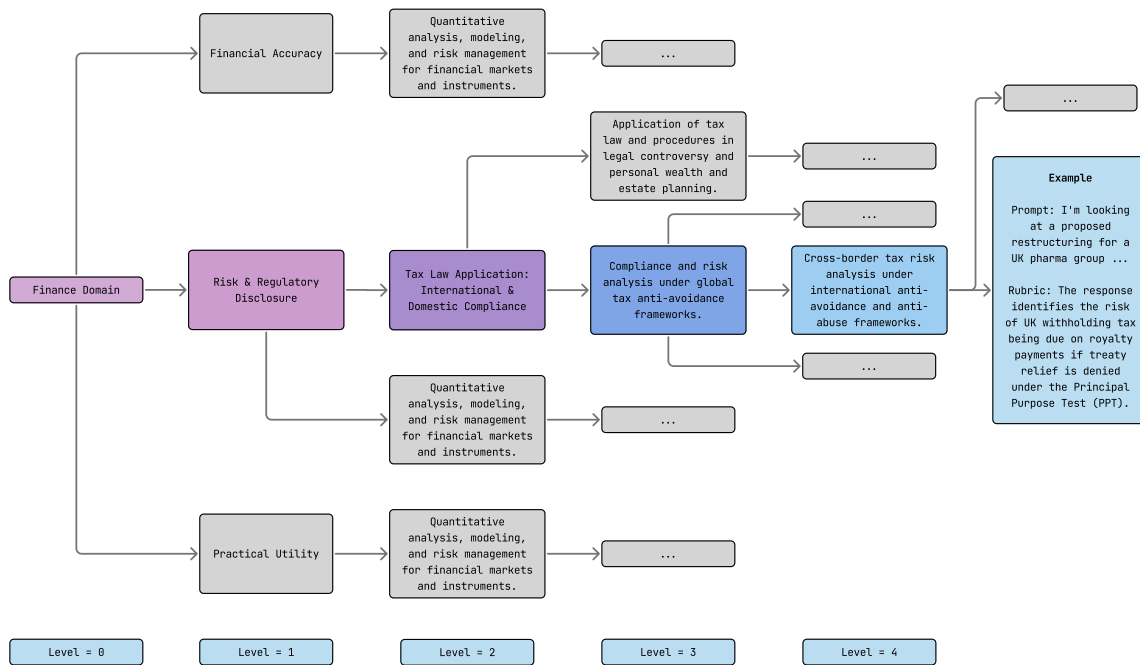 Financial Accuracy
Quantitative
analysis, modeling,
and risk management
for financial markets
and instruments.
...
...
Application of tax
law and procedures in
legal controversy and
personal wealth and
estate planning.
...
Example
Prompt: I'm looking
at a proposed
restructuring for a
UK pharma group ...
Rubric: The response
identifies the risk
of UK withholding tax
being due on royalty
payments if treaty
relief is denied
under the Principal
Purpose Test (PPT).
...
Finance Domain
Risk & Regulatory
Disclosure
Tax Law Application:
International &
Domestic Compliance
Compliance and risk
analysis under global
tax anti-avoidance
frameworks.
Cross-border tax risk
analysis under
international anti-
avoidance and anti-
abuse frameworks.
...
Quantitative
analysis, modeling,
and risk management
for financial markets
and instruments.
...
Practical Utility
Quantitative
analysis, modeling,
and risk management
for financial markets
and instruments.
...
Level = 0
Level = 1
Level = 2
Level = 3
Level = 4